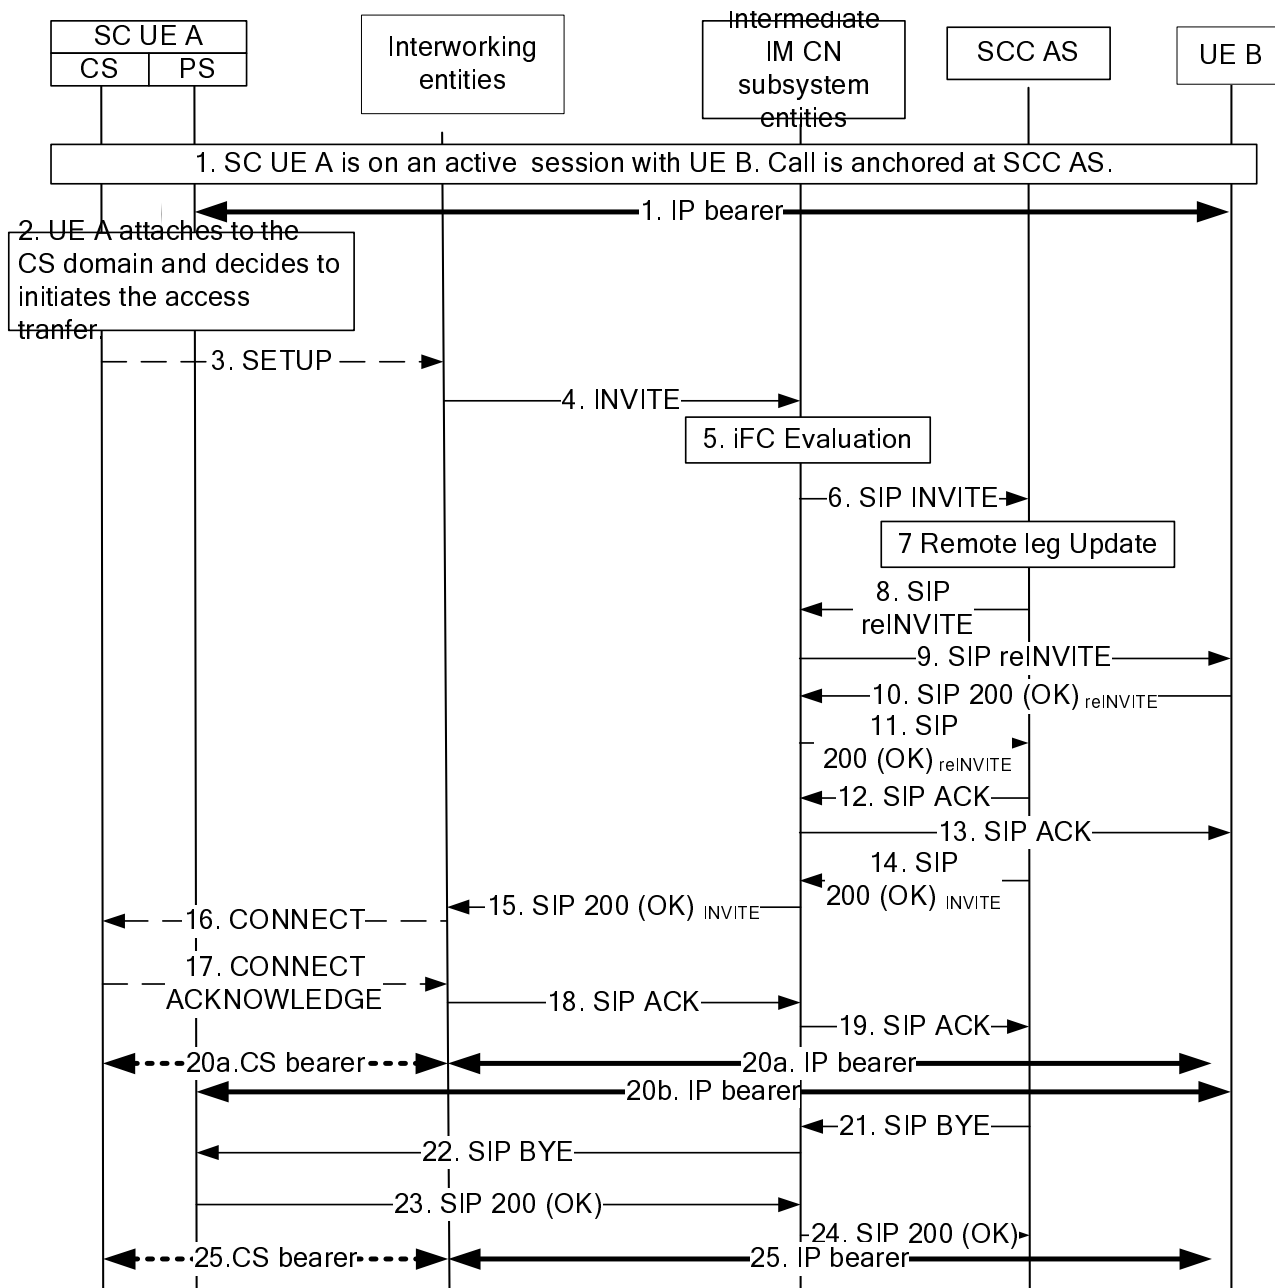 SC UE A
CS
PS
Interworking
entities
Intermediate
IM CN
subsystem
entities
SCC AS
UE B
1. SC UE A is on an active session with UE B. Call is anchored at SCC AS.
1. IP bearer
2. UE A attaches to the
CS domain and decides to
initiates the access
tranfer.
3. SETUP
4. INVITE
5. iFC Evaluation
6. SIP INVITE
7 Remote leg Update
8. SIP
reINVITE
9. SIP reINVITE
10. SIP 200 (OK) reINVITE
11. SIP
200 (OK) reINVITE
12. SIP ACK
13. SIP ACK
14. SIP
200 (OK) INVITE
15. SIP 200 (OK) INVITE
16. CONNECT
17. CONNECT
ACKNOWLEDGE
18. SIP ACK
19. SIP ACK
20a.CS bearer
20a. IP bearer
20b. IP bearer
21. SIP BYE
22. SIP BYE
23. SIP 200 (OK)
24. SIP 200 (OK)
25.CS bearer
25. IP bearer